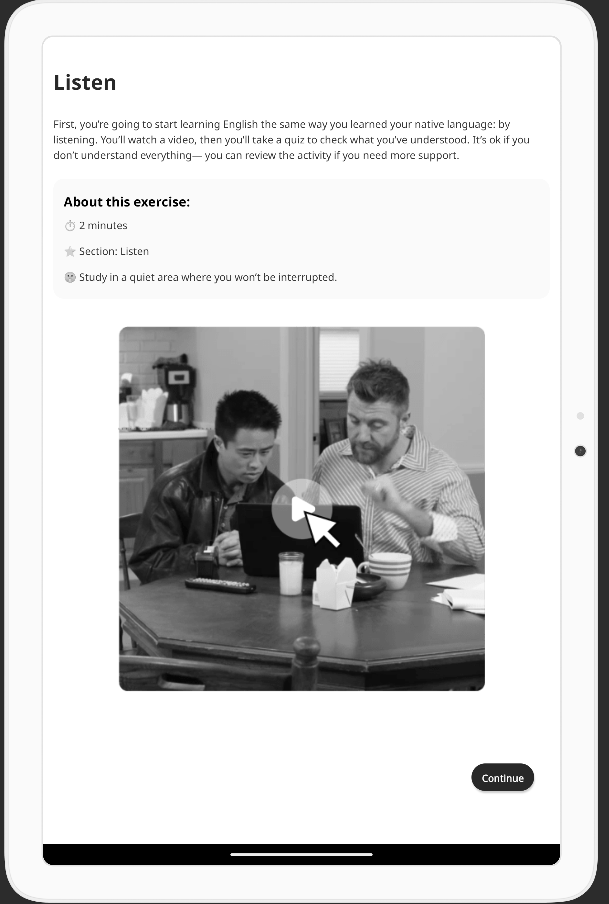 Listen
First, you’re going to start learning English the same way you learned your native language: by
listening. You’ll watch a video, then you’ll take a quiz to check what you’ve understood. It’s ok if you
don’t understand everything— you can review the activity if you need more support.
About this exercise:
2 minutes
Section: Listen
Study in a quiet area where you won’t be interrupted.
Continue